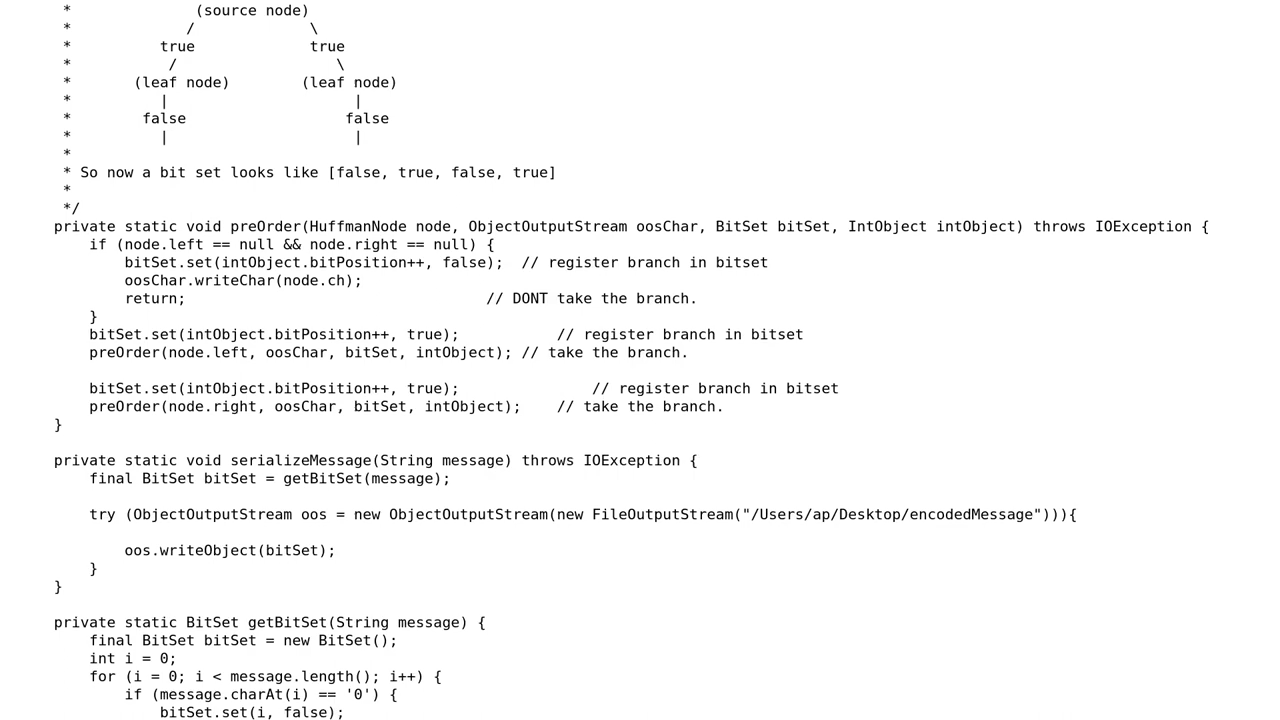 *              (source node)
 *             /             \
 *          true             true
 *           /                  \
 *       (leaf node)        (leaf node)
 *          |                     |
 *        false                  false
 *          |                     |
 *
 * So now a bit set looks like [false, true, false, true]
 *
 */
private static void preOrder(HuffmanNode node, ObjectOutputStream oosChar, BitSet bitSet, IntObject intObject) throws IOException {
    if (node.left == null && node.right == null) {
        bitSet.set(intObject.bitPosition++, false);  // register branch in bitset
        oosChar.writeChar(node.ch);
        return;                                  // DONT take the branch.
    }
    bitSet.set(intObject.bitPosition++, true);           // register branch in bitset
    preOrder(node.left, oosChar, bitSet, intObject); // take the branch.

    bitSet.set(intObject.bitPosition++, true);               // register branch in bitset
    preOrder(node.right, oosChar, bitSet, intObject);    // take the branch.
}

private static void serializeMessage(String message) throws IOException {
    final BitSet bitSet = getBitSet(message);

    try (ObjectOutputStream oos = new ObjectOutputStream(new FileOutputStream("/Users/ap/Desktop/encodedMessage"))){

        oos.writeObject(bitSet);
    }
}

private static BitSet getBitSet(String message) {
    final BitSet bitSet = new BitSet();
    int i = 0;
    for (i = 0; i < message.length(); i++) {
        if (message.charAt(i) == '0') {
            bitSet.set(i, false);